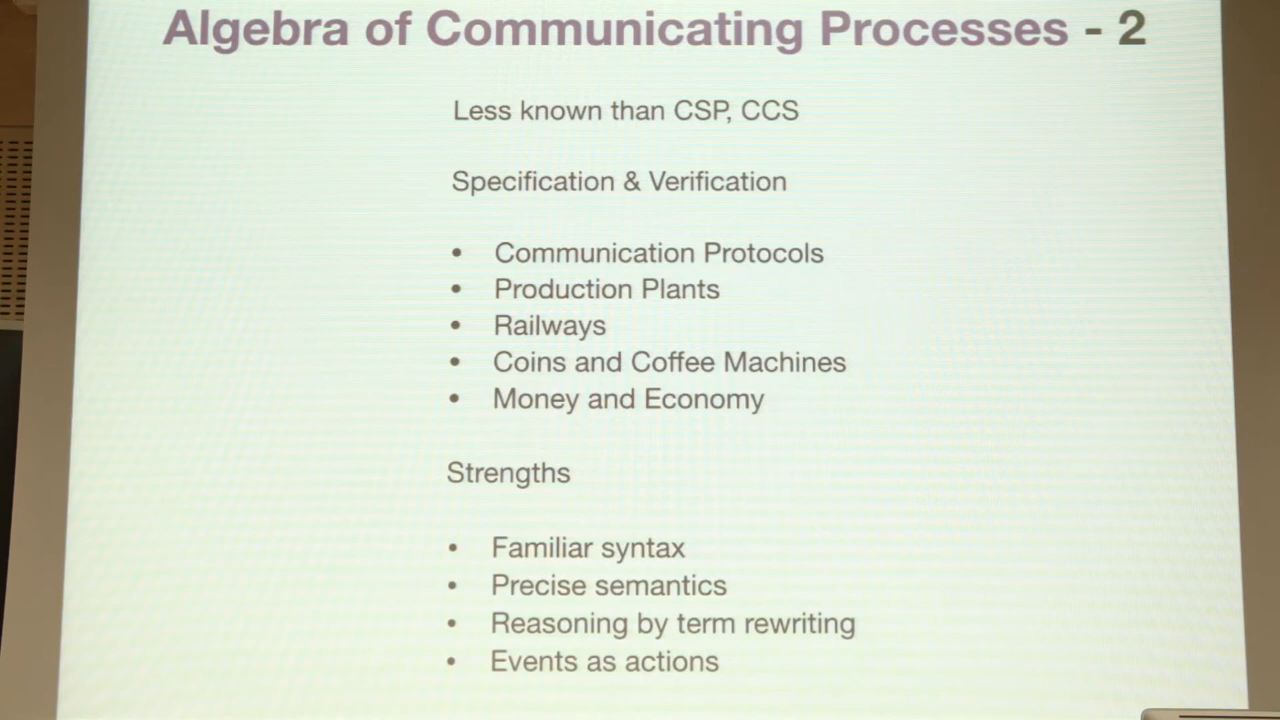 Algebra of Communicating Processes - 2
Less known than CSP, CCS
Specification & Verification
• Communication Protocols
• Production Plants
• Railways
• Coins and Coffee Machines
• Money and Economy
Strengths
• Familiar syntax
• Precise semantics
• Reasoning by term rewriting
• Events as actions